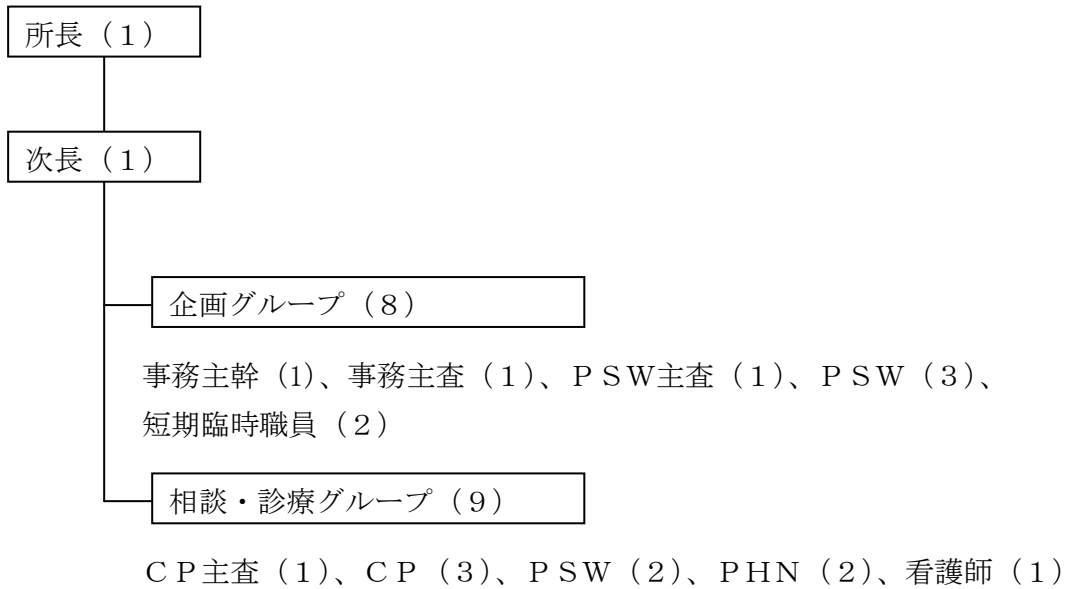 所長（１）
次長（１）
企画グループ（８）
事務主幹（1）、事務主査（１）、ＰＳＷ主査（１）、ＰＳＷ（３）、
短期臨時職員（２）
相談・診療グループ（９）
ＣＰ主査（１）、ＣＰ（３）、ＰＳＷ（２）、ＰＨＮ（２）、看護師（１）